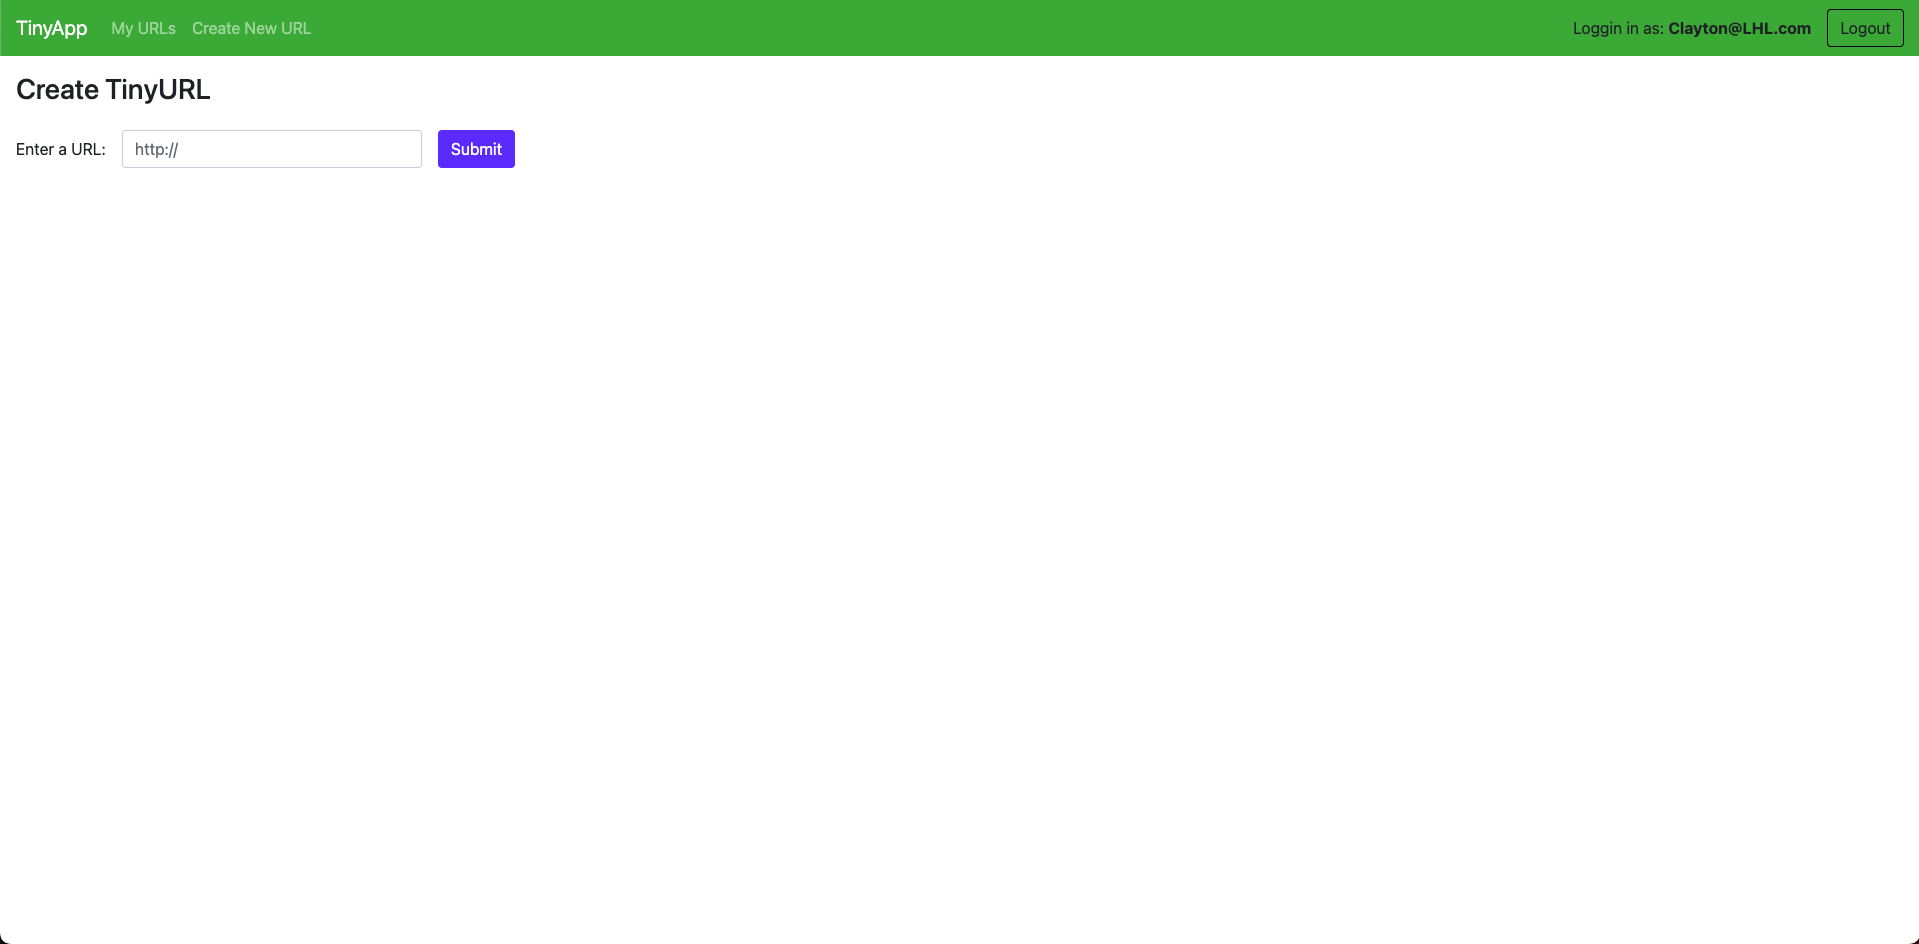 TinyApp My URLs Create New URL Loggin in as: Clayton@LHL.com Logout
Create TinyURL
Enter a URL: http:// Submit